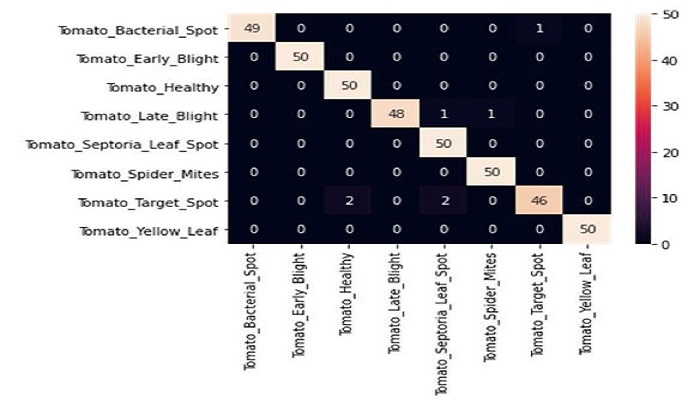 Tomato_Bacterial_Spot 49 0 0 0 0 0 1 0
Tomato_Early_Blight 0 50 0 0 0 0 0 0
Tomato_Healthy 0 0 50 0 0 0 0 0
Tomato_Late_Blight 0 0 0 48 1 1 0 0
Tomato_Septoria_Leaf_Spot 0 0 0 0 50 0 0 0
Tomato_Spider_Mites 0 0 0 0 0 50 0 0
Tomato_Target_Spot 0 0 2 0 2 0 46 0
Tomato_Yellow_Leaf 0 0 0 0 0 0 0 50
Tomato_Bacterial_Spot
Tomato_Early_Blight
Tomato_Healthy
Tomato_Late_Blight
Tomato_Septoria_Leaf_Spot
Tomato_Spider_Mites
Tomato_Target_Spot
Tomato_Yellow_Leaf
50
40
30
20
10
0